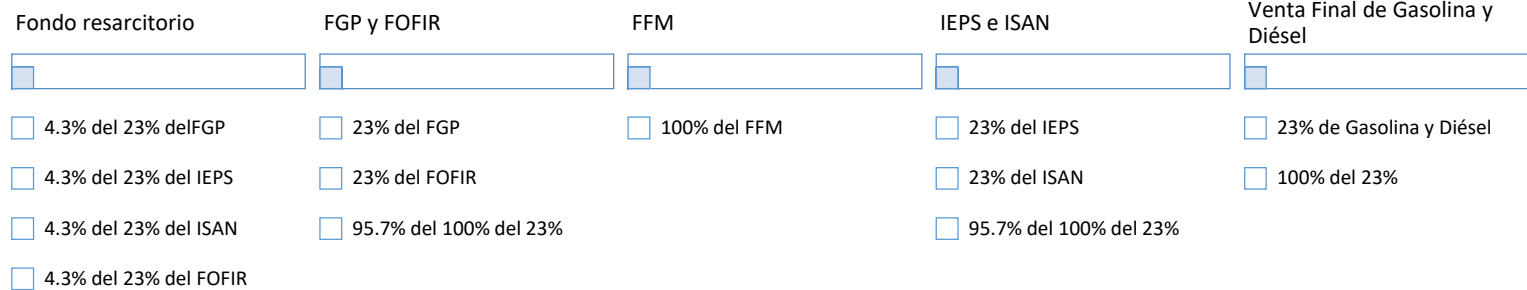 Fondo resarcitorio
4.3% del 23% delFGP
4.3% del 23% del IEPS
4.3% del 23% del ISAN
4.3% del 23% del FOFIR
FGP y FOFIR
23% del FGP
23% del FOFIR
95.7% del 100% del 23%
FFM
100% del FFM
IEPS e ISAN
23% del IEPS
23% del ISAN
95.7% del 100% del 23%
Venta Final de Gasolina y
Diésel
23% de Gasolina y Diésel
100% del 23%